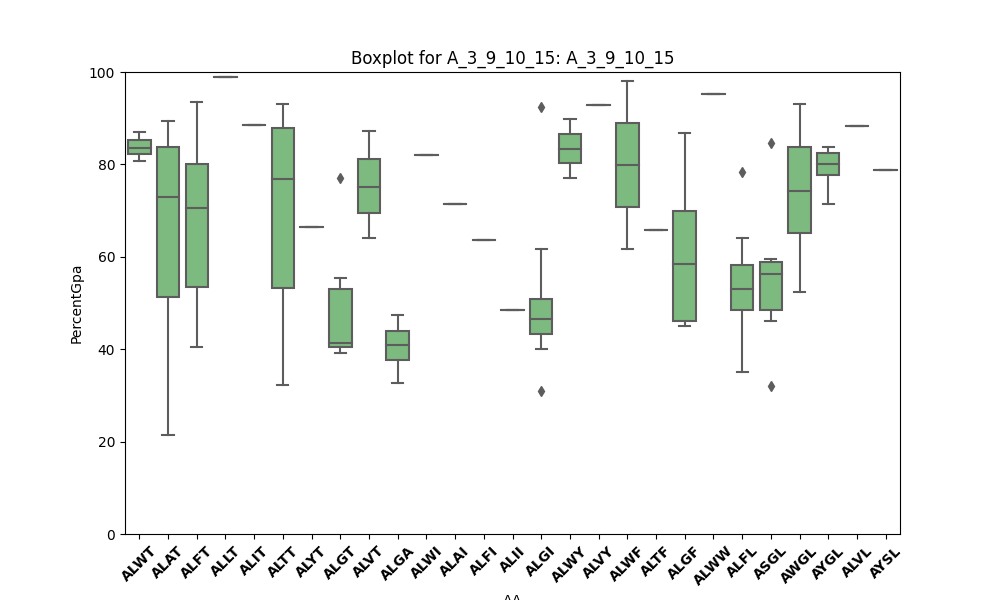 Boxplot for A_3_9_10_15: A_3_9_10_15
PercentGpa
100
80
60
40
20
0
ALWT ALAT ALFT ALLT ALIT ALTT ALYT ALGT ALVT ALGA ALWI ALAI ALFI ALII ALGI ALWY ALVY ALWF ALTF ALGF ALWW ALFL ASGL AWGL AYGL ALVL AYSL